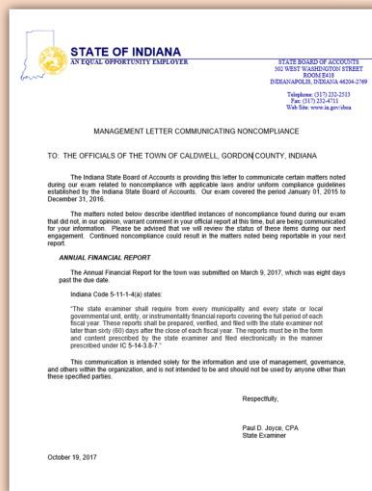 STATE OF INDIANA
AN EQUAL OPPORTUNITY EMPLOYER
STATE BOARD OF ACCOUNTS
302 WEST WASHINGTON STREET
ROOM E418
INDIANAPOLIS, INDIANA 46204-2769
Telephone: (317) 232-2513
Fax: (317) 232-4711
Web Site: www.in.gov/sboa
MANAGEMENT LETTER COMMUNICATING NONCOMPLIANCE
TO: THE OFFICIALS OF THE TOWN OF CALDWELL, GORDON COUNTY, INDIANA
The Indiana State Board of Accounts is providing this letter to communicate certain matters noted
during our exam related to noncompliance with applicable laws and/or uniform compliance guidelines
established by the Indiana State Board of Accounts. Our exam covered the period January 01, 2015 to
December 31, 2016.
The matters noted below describe identified instances of noncompliance found during our exam
that did not, in our opinion, warrant comment in your official report at this time, but are being communicated
for your information. Please be advised that we will review the status of these items during our next
engagement. Continued noncompliance could result in the matters noted being reportable in your next
report.
ANNUAL FINANCIAL REPORT
The Annual Financial Report for the town was submitted on March 9, 2017, which was eight days
past the due date.
Indiana Code 5-11-1-4(a) states:
"The state examiner shall require from every municipality and every state or local
governmental unit, entity, or instrumentality financial reports covering the full period of each
fiscal year. These reports shall be prepared, verified, and filed with the state examiner not
later than sixty (60) days after the close of each fiscal year. The reports must be in the form
and content prescribed by the state examiner and filed electronically in the manner
prescribed under IC 5-14-3.8-7."
This communication is intended solely for the information and use of management, governance,
and others within the organization, and is not intended to be and should not be used by anyone other than
these specified parties.
Respectfully,
Paul D. Joyce, CPA
State Examiner
October 19, 2017